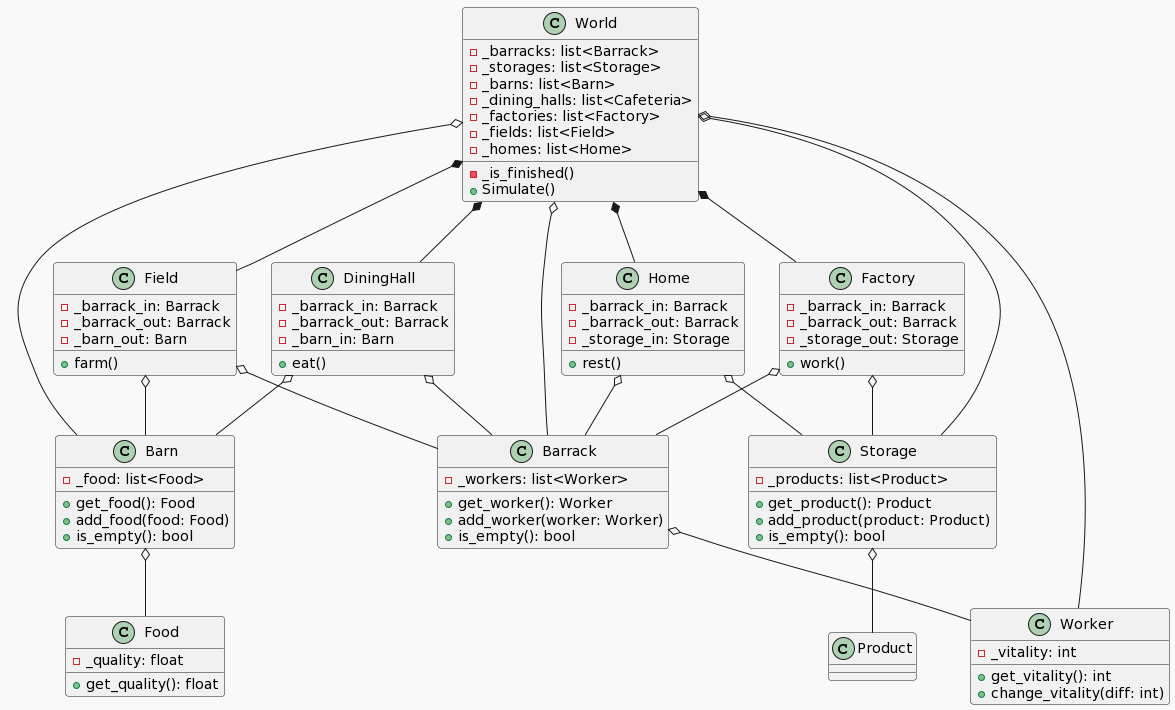 C World
_barracks: list<Barrack>
_storages: list<Storage>
_barns: list<Barn>
_dining_halls: list<Cafeteria>
_factories: list<Factory>
_fields: list<Field>
_homes: list<Home>
_is_finished()
Simulate()
C Field
_barrack_in: Barrack
_barrack_out: Barrack
_barn_out: Barn
farm()
C DiningHall
_barrack_in: Barrack
_barrack_out: Barrack
_barn_in: Barn
eat()
C Home
_barrack_in: Barrack
_barrack_out: Barrack
_storage_in: Storage
rest()
C Factory
_barrack_in: Barrack
_barrack_out: Barrack
_storage_out: Storage
work()
C Barn
_food: list<Food>
get_food(): Food
add_food(food: Food)
is_empty(): bool
C Barrack
_workers: list<Worker>
get_worker(): Worker
add_worker(worker: Worker)
is_empty(): bool
C Storage
_products: list<Product>
get_product(): Product
add_product(product: Product)
is_empty(): bool
C Food
_quality: float
get_quality(): float
C Product
C Worker
_vitality: int
get_vitality(): int
change_vitality(diff: int)